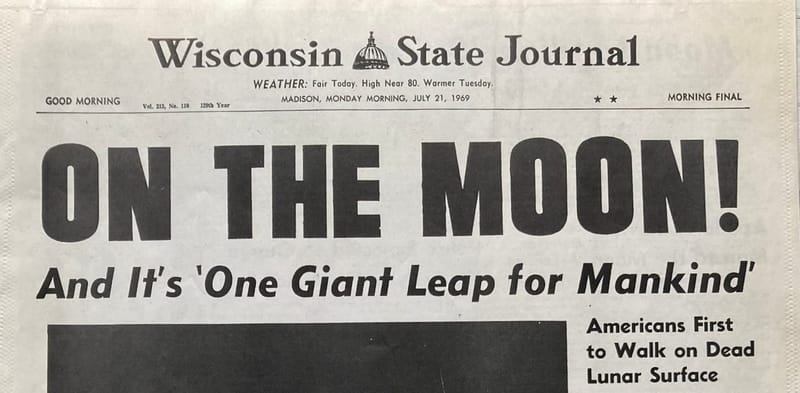 Wisconsin State Journal
WEATHER: Fair Today. High Near 80. Warmer Tuesday.
GOOD MORNING Vol. 213, No. 118 129th Year MADISON, MONDAY MORNING, JULY 21, 1969 ★ ★ MORNING FINAL
ON THE MOON!
And It's 'One Giant Leap for Mankind'
Americans First
to Walk on Dead
Lunar Surface